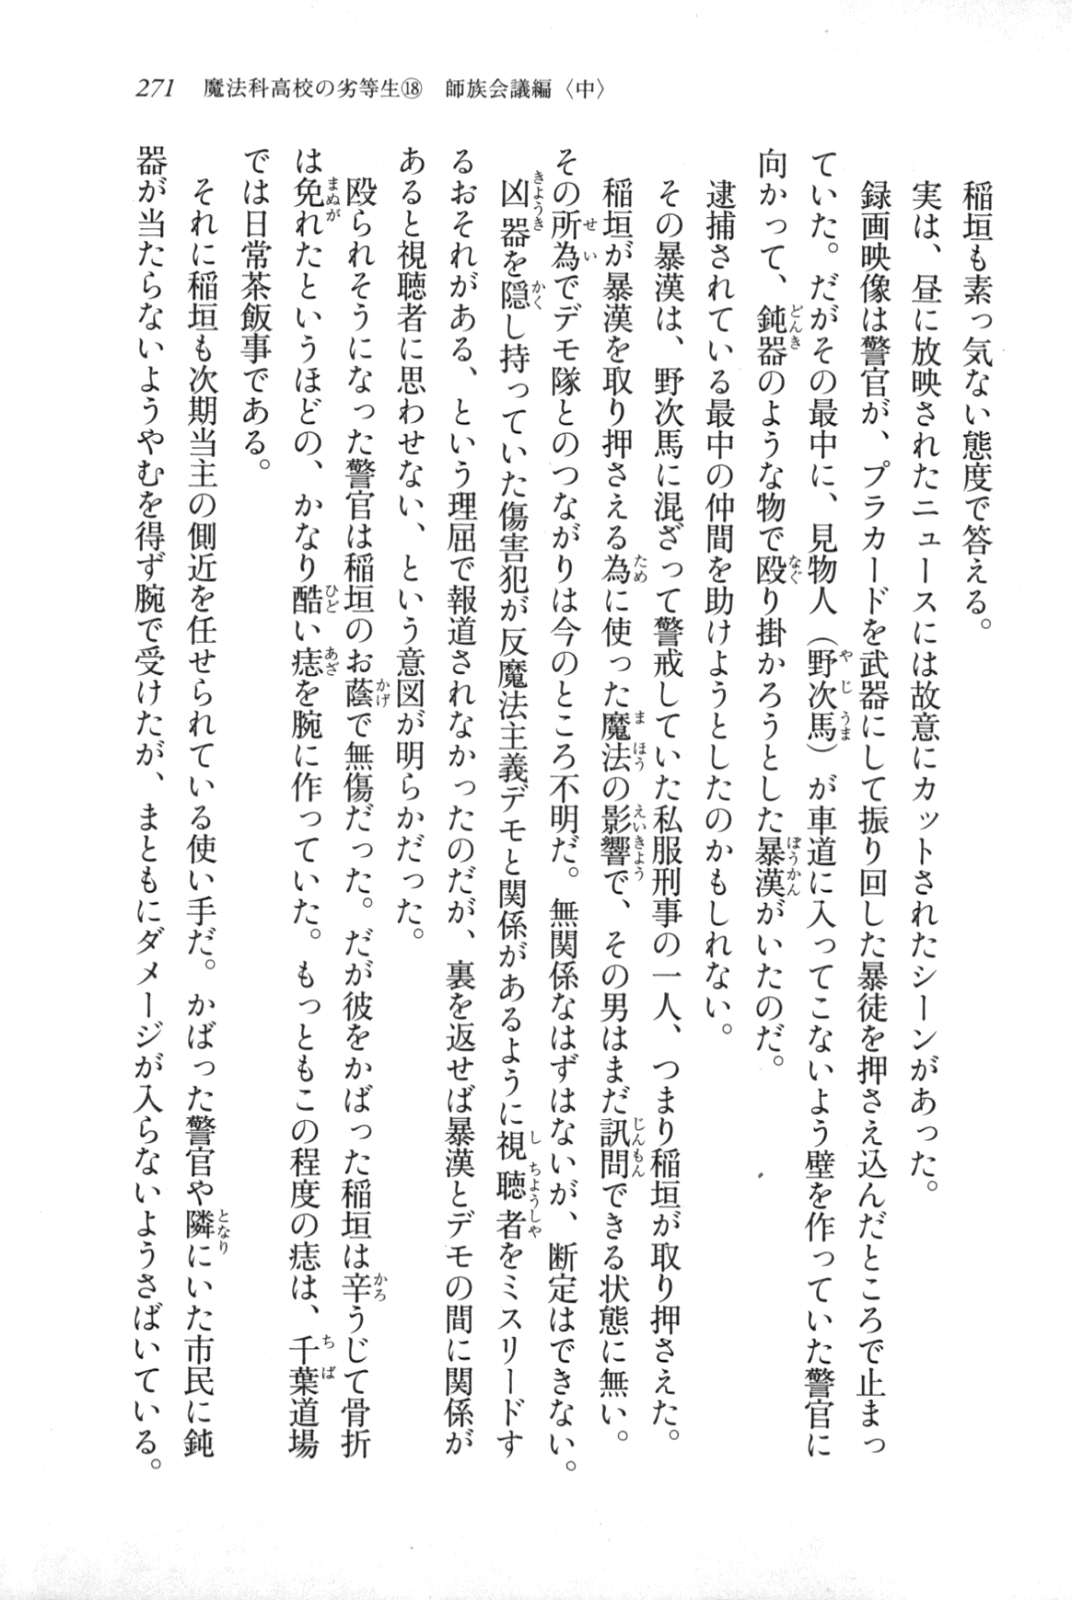 271　魔法科高校の劣等生⑱　師族会議編〈中〉
稲垣も素っ気ない態度で答える。
実は、昼に放映されたニュースには故意にカットされたシーンがあった。
録画映像は警官が、プラカードを武器にして振り回した暴徒を押さえ込んだところで止まっ
ていた。だがその最中に、見物人（野次馬）が車道に入ってこないよう壁を作っていた警官に
向かって、鈍器のような物で殴り掛かろうとした暴漢がいたのだ。
逮捕されている最中の仲間を助けようとしたのかもしれない。
その暴漢は、野次馬に混ざって警戒していた私服刑事の一人、つまり稲垣が取り押さえた。
稲垣が暴漢を取り押さえる為に使った魔法の影響で、その男はまだ訊問できる状態に無い。
その所為でデモ隊とのつながりは今のところ不明だ。無関係なはずはないが、断定はできない。
凶器を隠し持っていた傷害犯が反魔法主義デモと関係があるように視聴者をミスリードす
るおそれがある、という理屈で報道されなかったのだが、裏を返せば暴漢とデモの間に関係が
あると視聴者に思わせない、という意図が明らかだった。
殴られそうになった警官は稲垣のお蔭で無傷だった。だが彼をかばった稲垣は辛うじて骨折
は免れたというほどの、かなり酷い痣を腕に作っていた。もっともこの程度の痣は、千葉道場
では日常茶飯事である。
それに稲垣も次期当主の側近を任せられている使い手だ。かばった警官や隣にいた市民に鈍
器が当たらないようやむを得ず腕で受けたが、まともにダメージが入らないようさばいている。